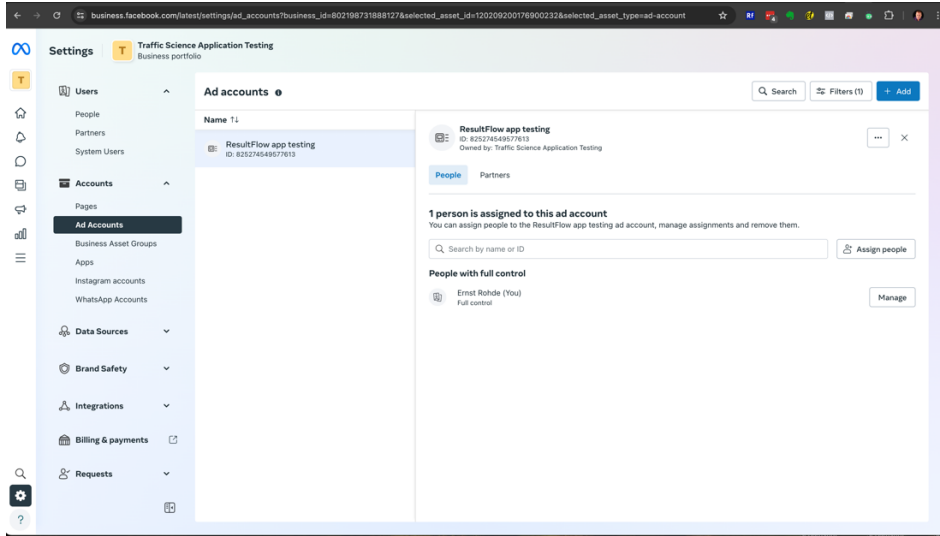 business.facebook.com/latest/settings/ad_accounts?business_id=802198731888127&selected_asset_id=120209200176900232&selected_asset_type=ad-account
Settings
T
Traffic Science Application Testing
Business portfolio
T
Users
People
Partners
System Users
Accounts
Pages
Ad Accounts
Business Asset Groups
Apps
Instagram accounts
WhatsApp Accounts
Data Sources
Brand Safety
Integrations
Billing & payments
Requests
?
Ad accounts
Search
Filters (1)
+ Add
Name ↑↓
ResultFlow app testing
ID: 825274549577613
ResultFlow app testing
ID: 825274549577613
Owned by: Traffic Science Application Testing
People Partners
1 person is assigned to this ad account
You can assign people to the ResultFlow app testing ad account, manage assignments and remove them.
Search by name or ID
Assign people
People with full control
Ernst Rohde (You)
Full control
Manage